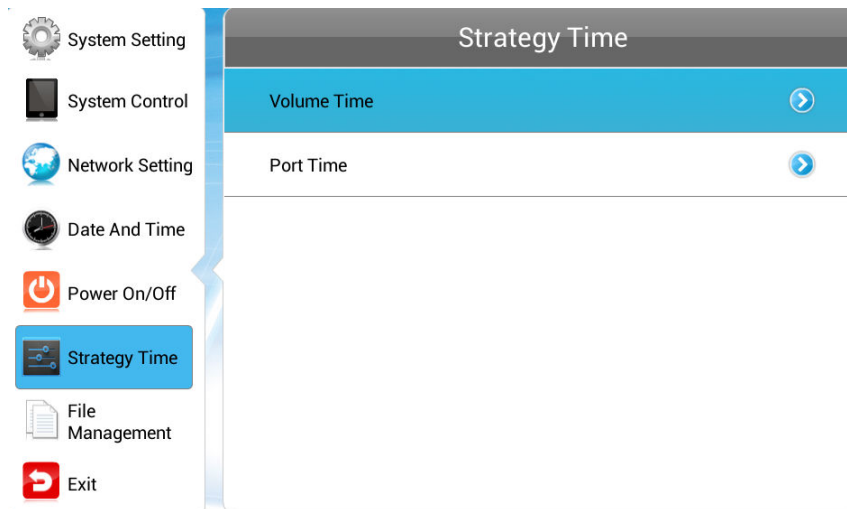 System Setting
System Control
Network Setting
Date And Time
Power On/Off
Strategy Time
File
Management
Exit
Strategy Time
Volume Time
Port Time